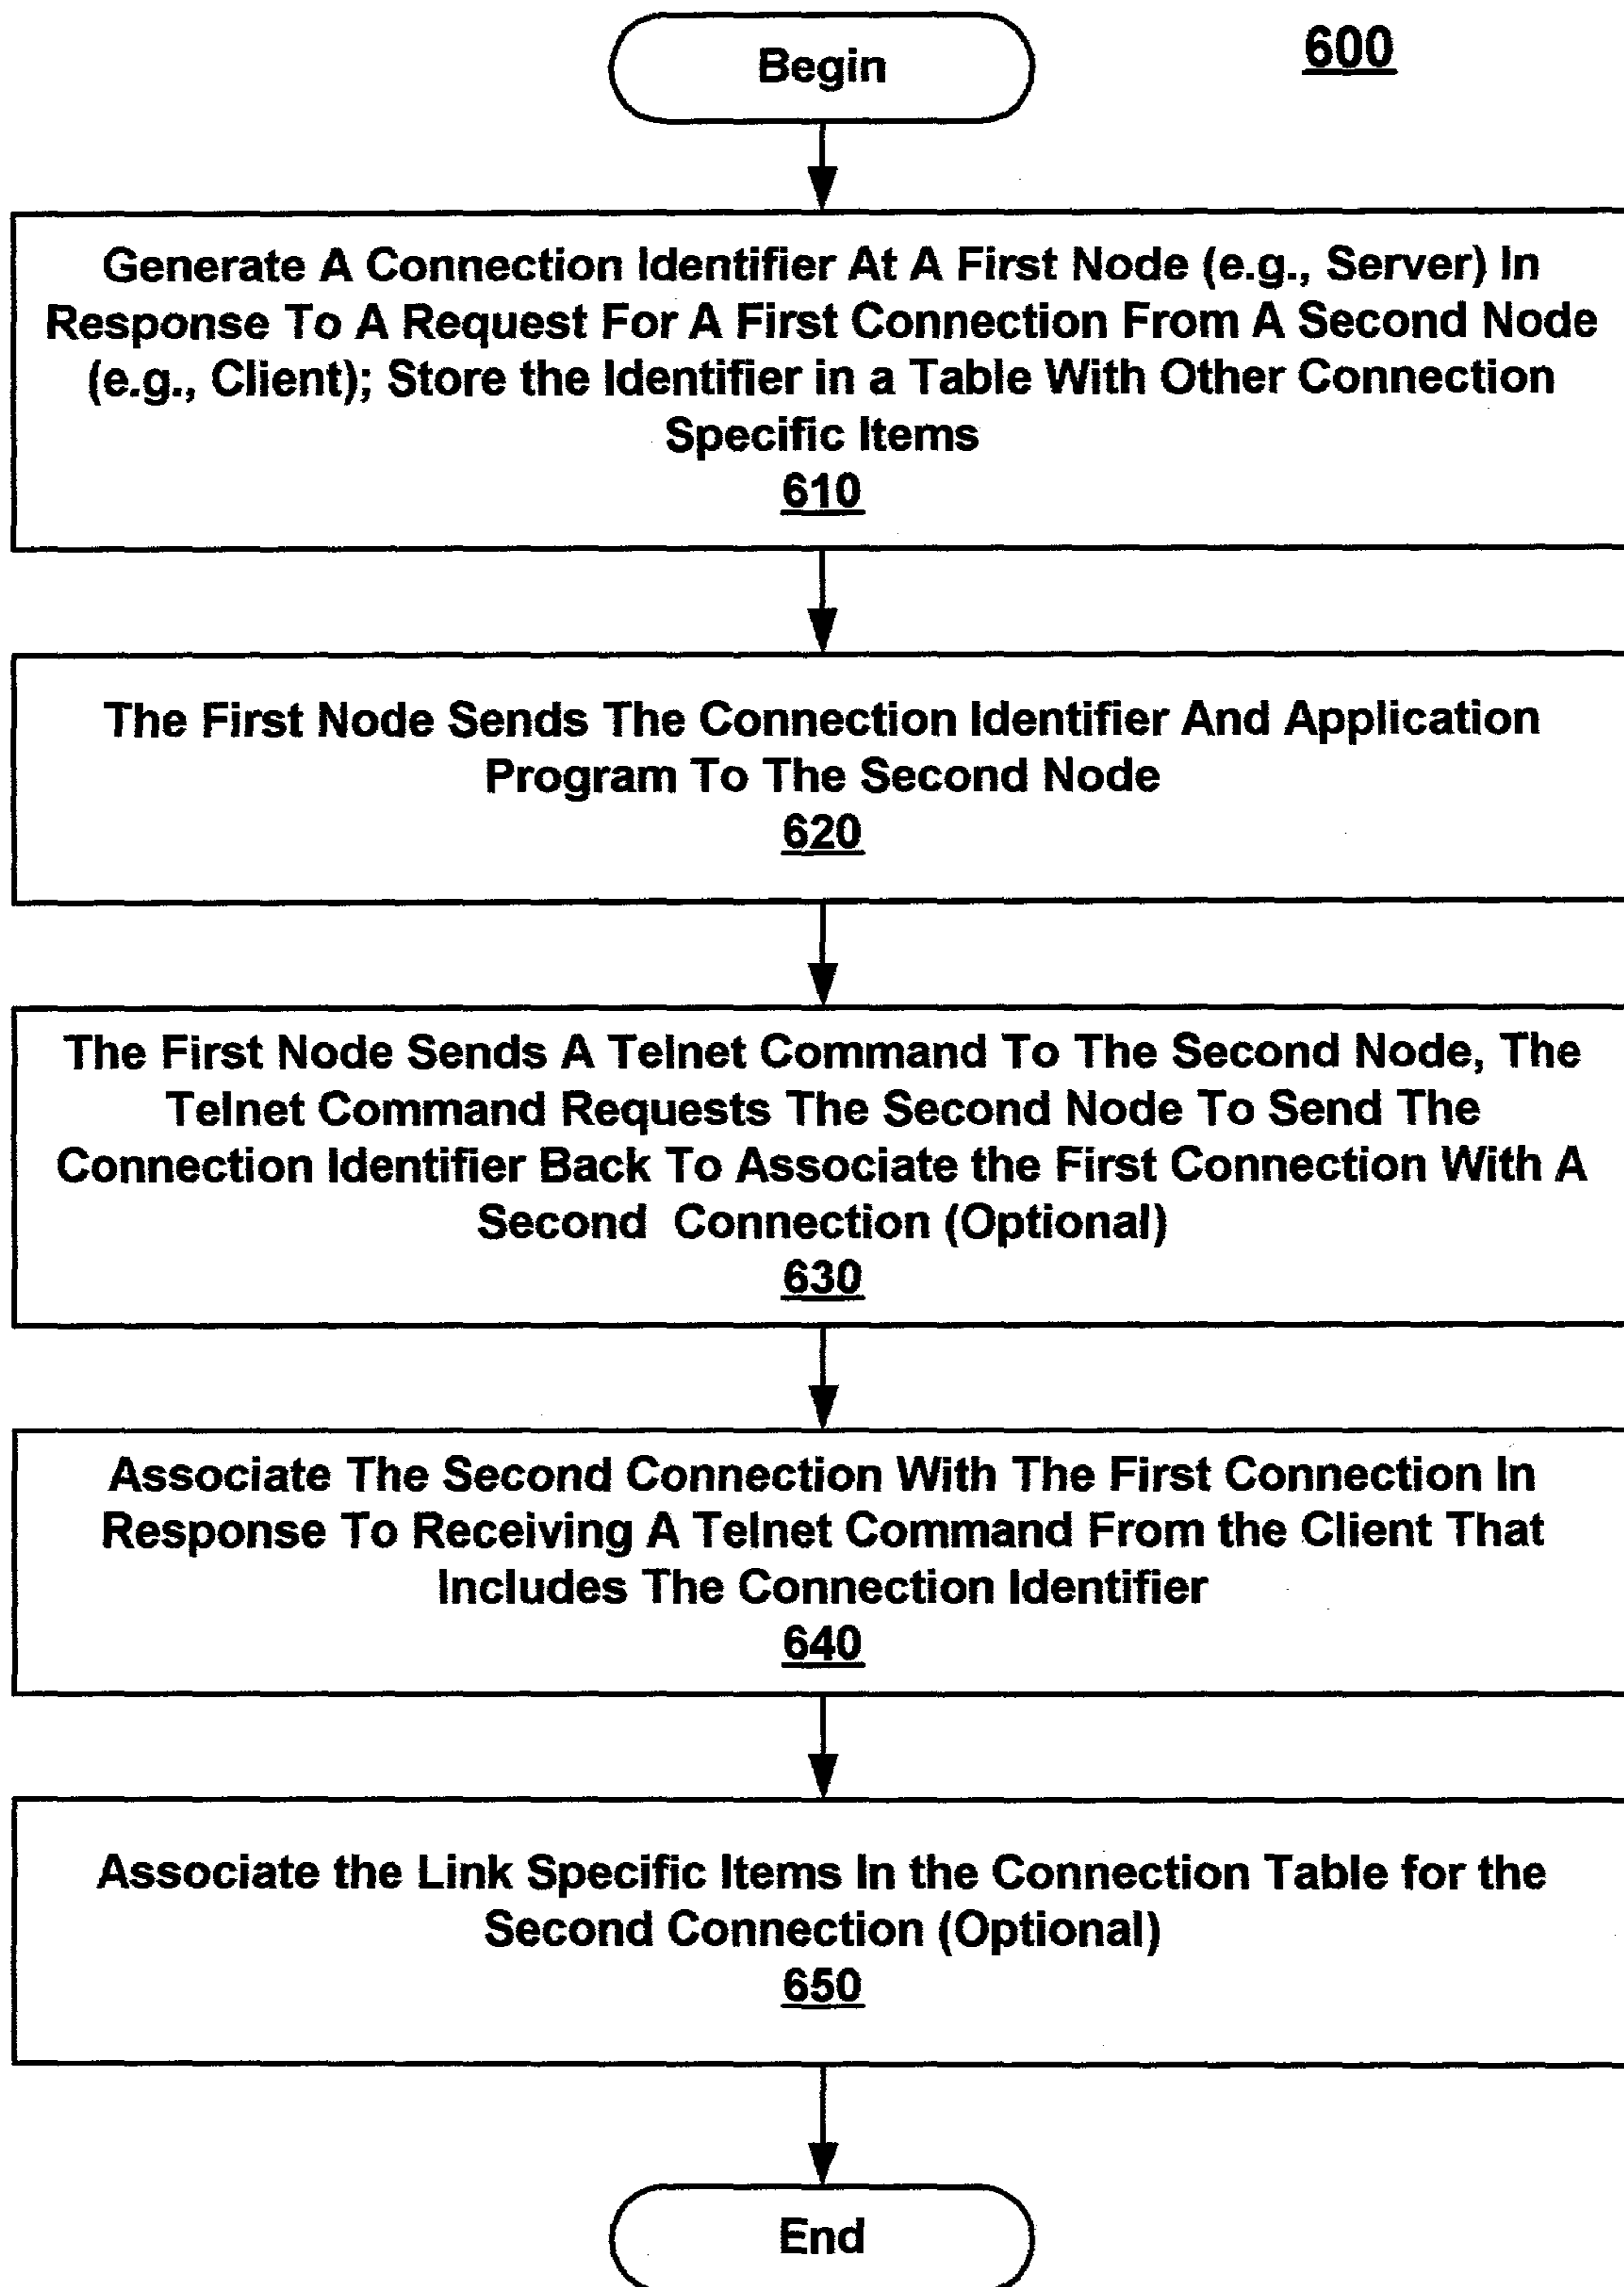 Begin
600
Generate A Connection Identifier At A First Node (e.g., Server) In
Response To A Request For A First Connection From A Second Node
(e.g., Client); Store the Identifier in a Table With Other Connection
Specific Items
610
The First Node Sends The Connection Identifier And Application
Program To The Second Node
620
The First Node Sends A Telnet Command To The Second Node, The
Telnet Command Requests The Second Node To Send The
Connection Identifier Back To Associate the First Connection With A
Second Connection (Optional)
630
Associate The Second Connection With The First Connection In
Response To Receiving A Telnet Command From the Client That
Includes The Connection Identifier
640
Associate the Link Specific Items In the Connection Table for the
Second Connection (Optional)
650
End